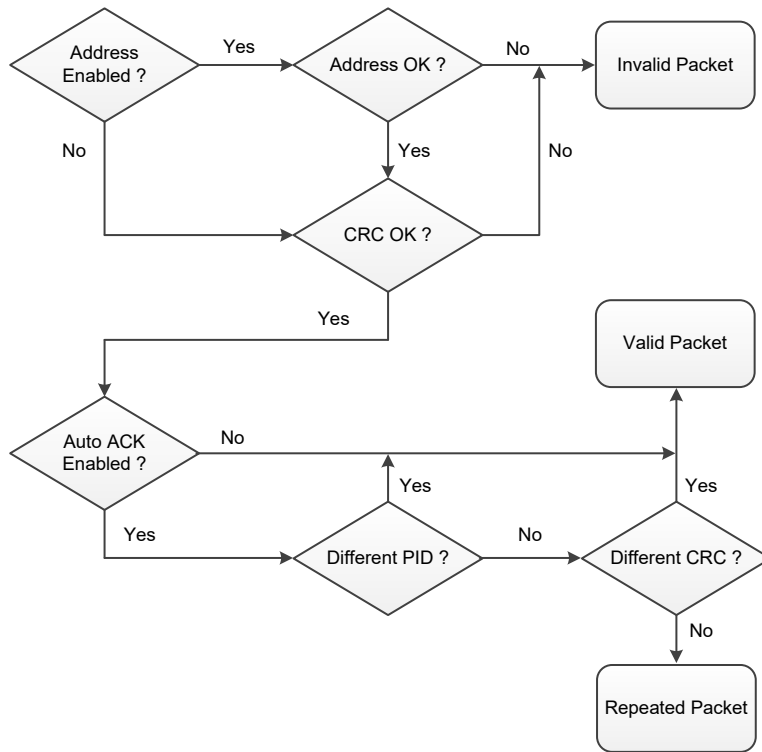 Address
Enabled ?
Yes
Address OK ?
No
Invalid Packet
No
Yes
No
CRC OK ?
Yes
Valid Packet
Auto ACK
Enabled ?
No
Yes
Yes
Yes
Different PID ?
No
Different CRC ?
No
Repeated Packet